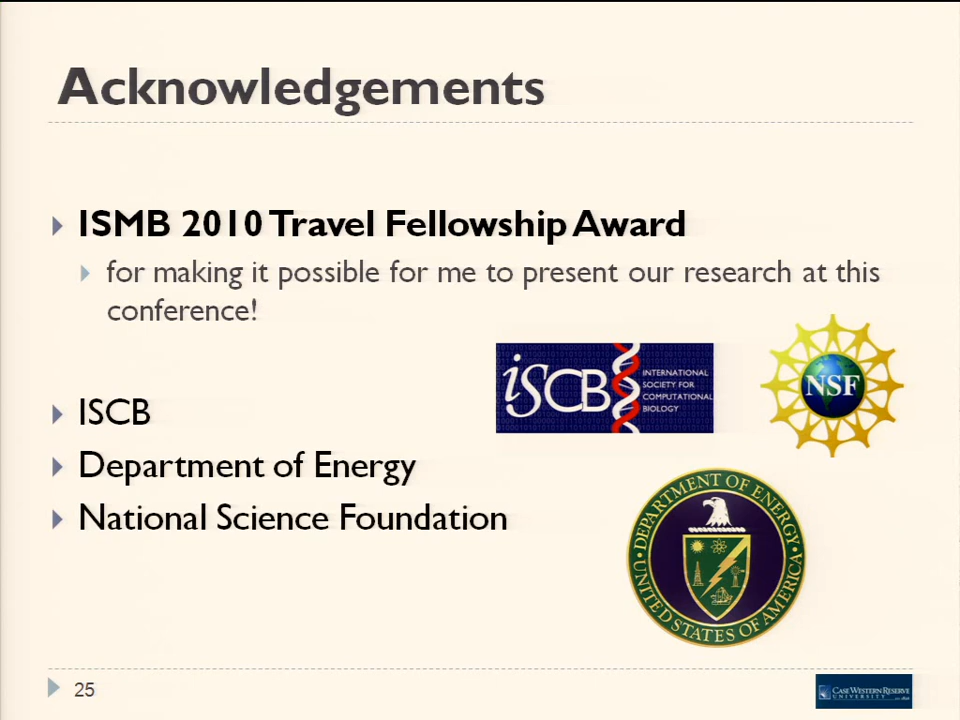 Acknowledgements
ISMB 2010 Travel Fellowship Award
for making it possible for me to present our research at this
conference!
iSCB
INTERNATIONAL
SOCIETY FOR
COMPUTATIONAL
BIOLOGY
NSF
ISCB
Department of Energy
National Science Foundation
DEPARTMENT OF ENERGY
UNITED STATES OF AMERICA
25
CASE WESTERN RESERVE
UNIVERSITY